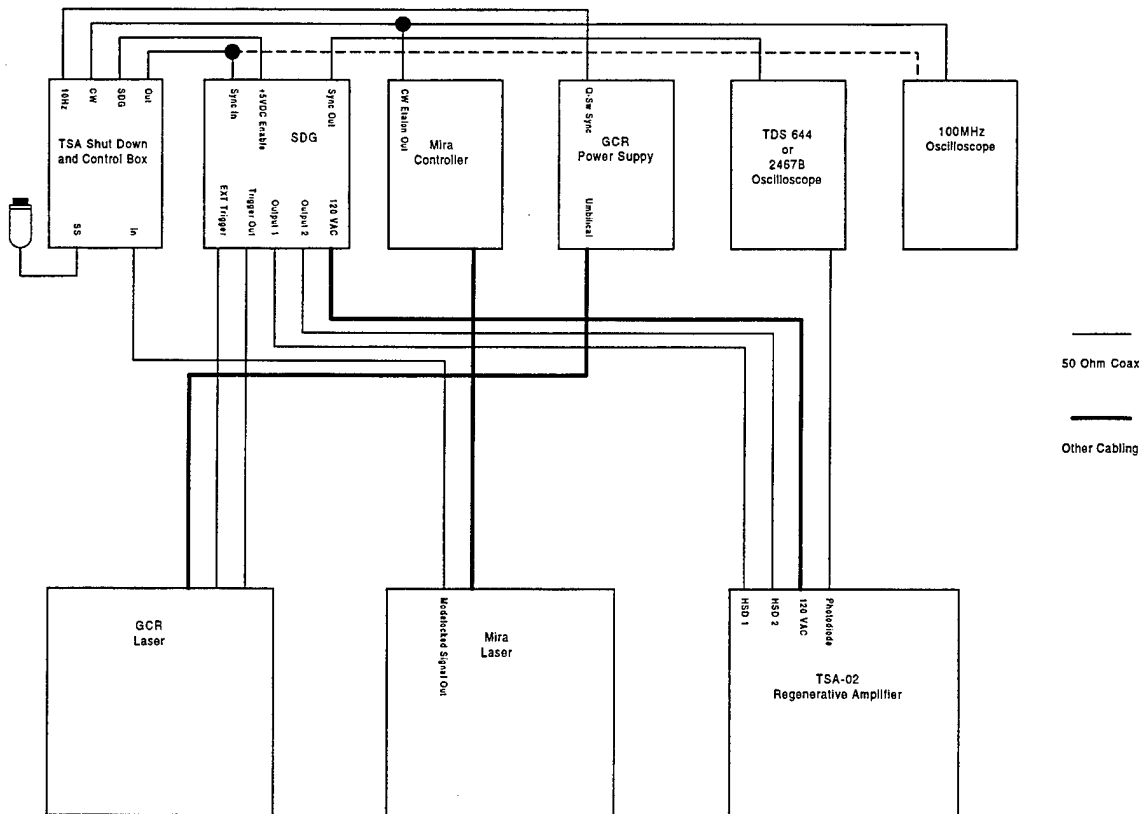 10Hz
CW
SDG
Out
TSA Shut Down
and Control Box
SS
In
Sync In
+5VDC Enable
Sync Out
SDG
EXT Trigger
Trigger Out
Output 1
Output 2
120 VAC
CW Etalon Out
Mira
Controller
Q-Sw Sync
GCR
Power Suppy
Umbilical
TDS 644
or
2467B
Oscilloscope
100MHz
Oscilloscope
50 Ohm Coax
Other Cabling
GCR
Laser
Modelocked Signal Out
Mira
Laser
HSD 1
HSD 2
120 VAC
Photodiode
TSA-02
Regenerative Amplifier